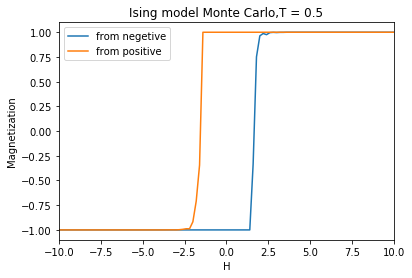 Ising model Monte Carlo,T = 0.5
from negetive
from positive
1.00
0.75
0.50
0.25
0.00
−0.25
−0.50
−0.75
−1.00
Magnetization
−10.0 −7.5 −5.0 −2.5 0.0 2.5 5.0 7.5 10.0
H